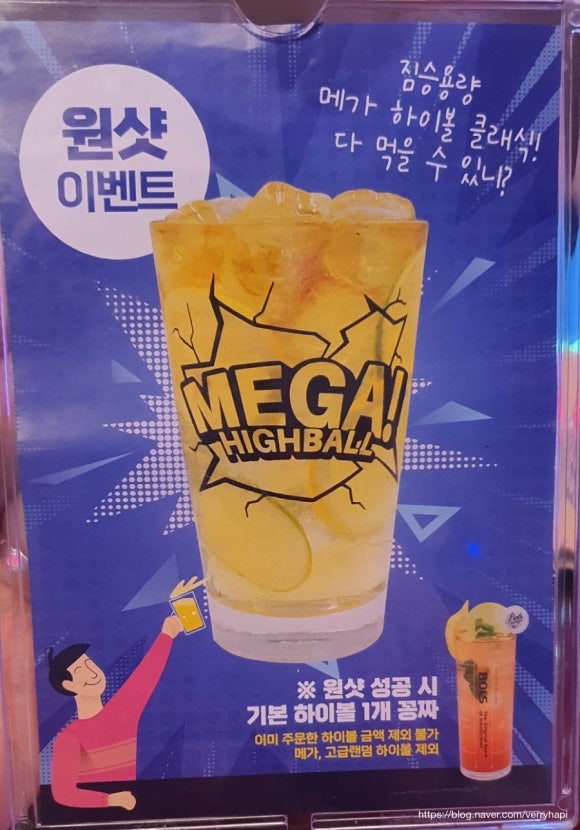 원샷
이벤트
짐승용량
메가 하이볼 클래식!
다 먹을 수 있니?
MEGA!
HIGHBALL
BOLS
※ 원샷 성공 시
기본 하이볼 1개 꽁짜
이미 주문한 하이볼 금액 제외 불가
메가, 고급랜덤 하이볼 제외
https://blog.naver.com/verryhapi